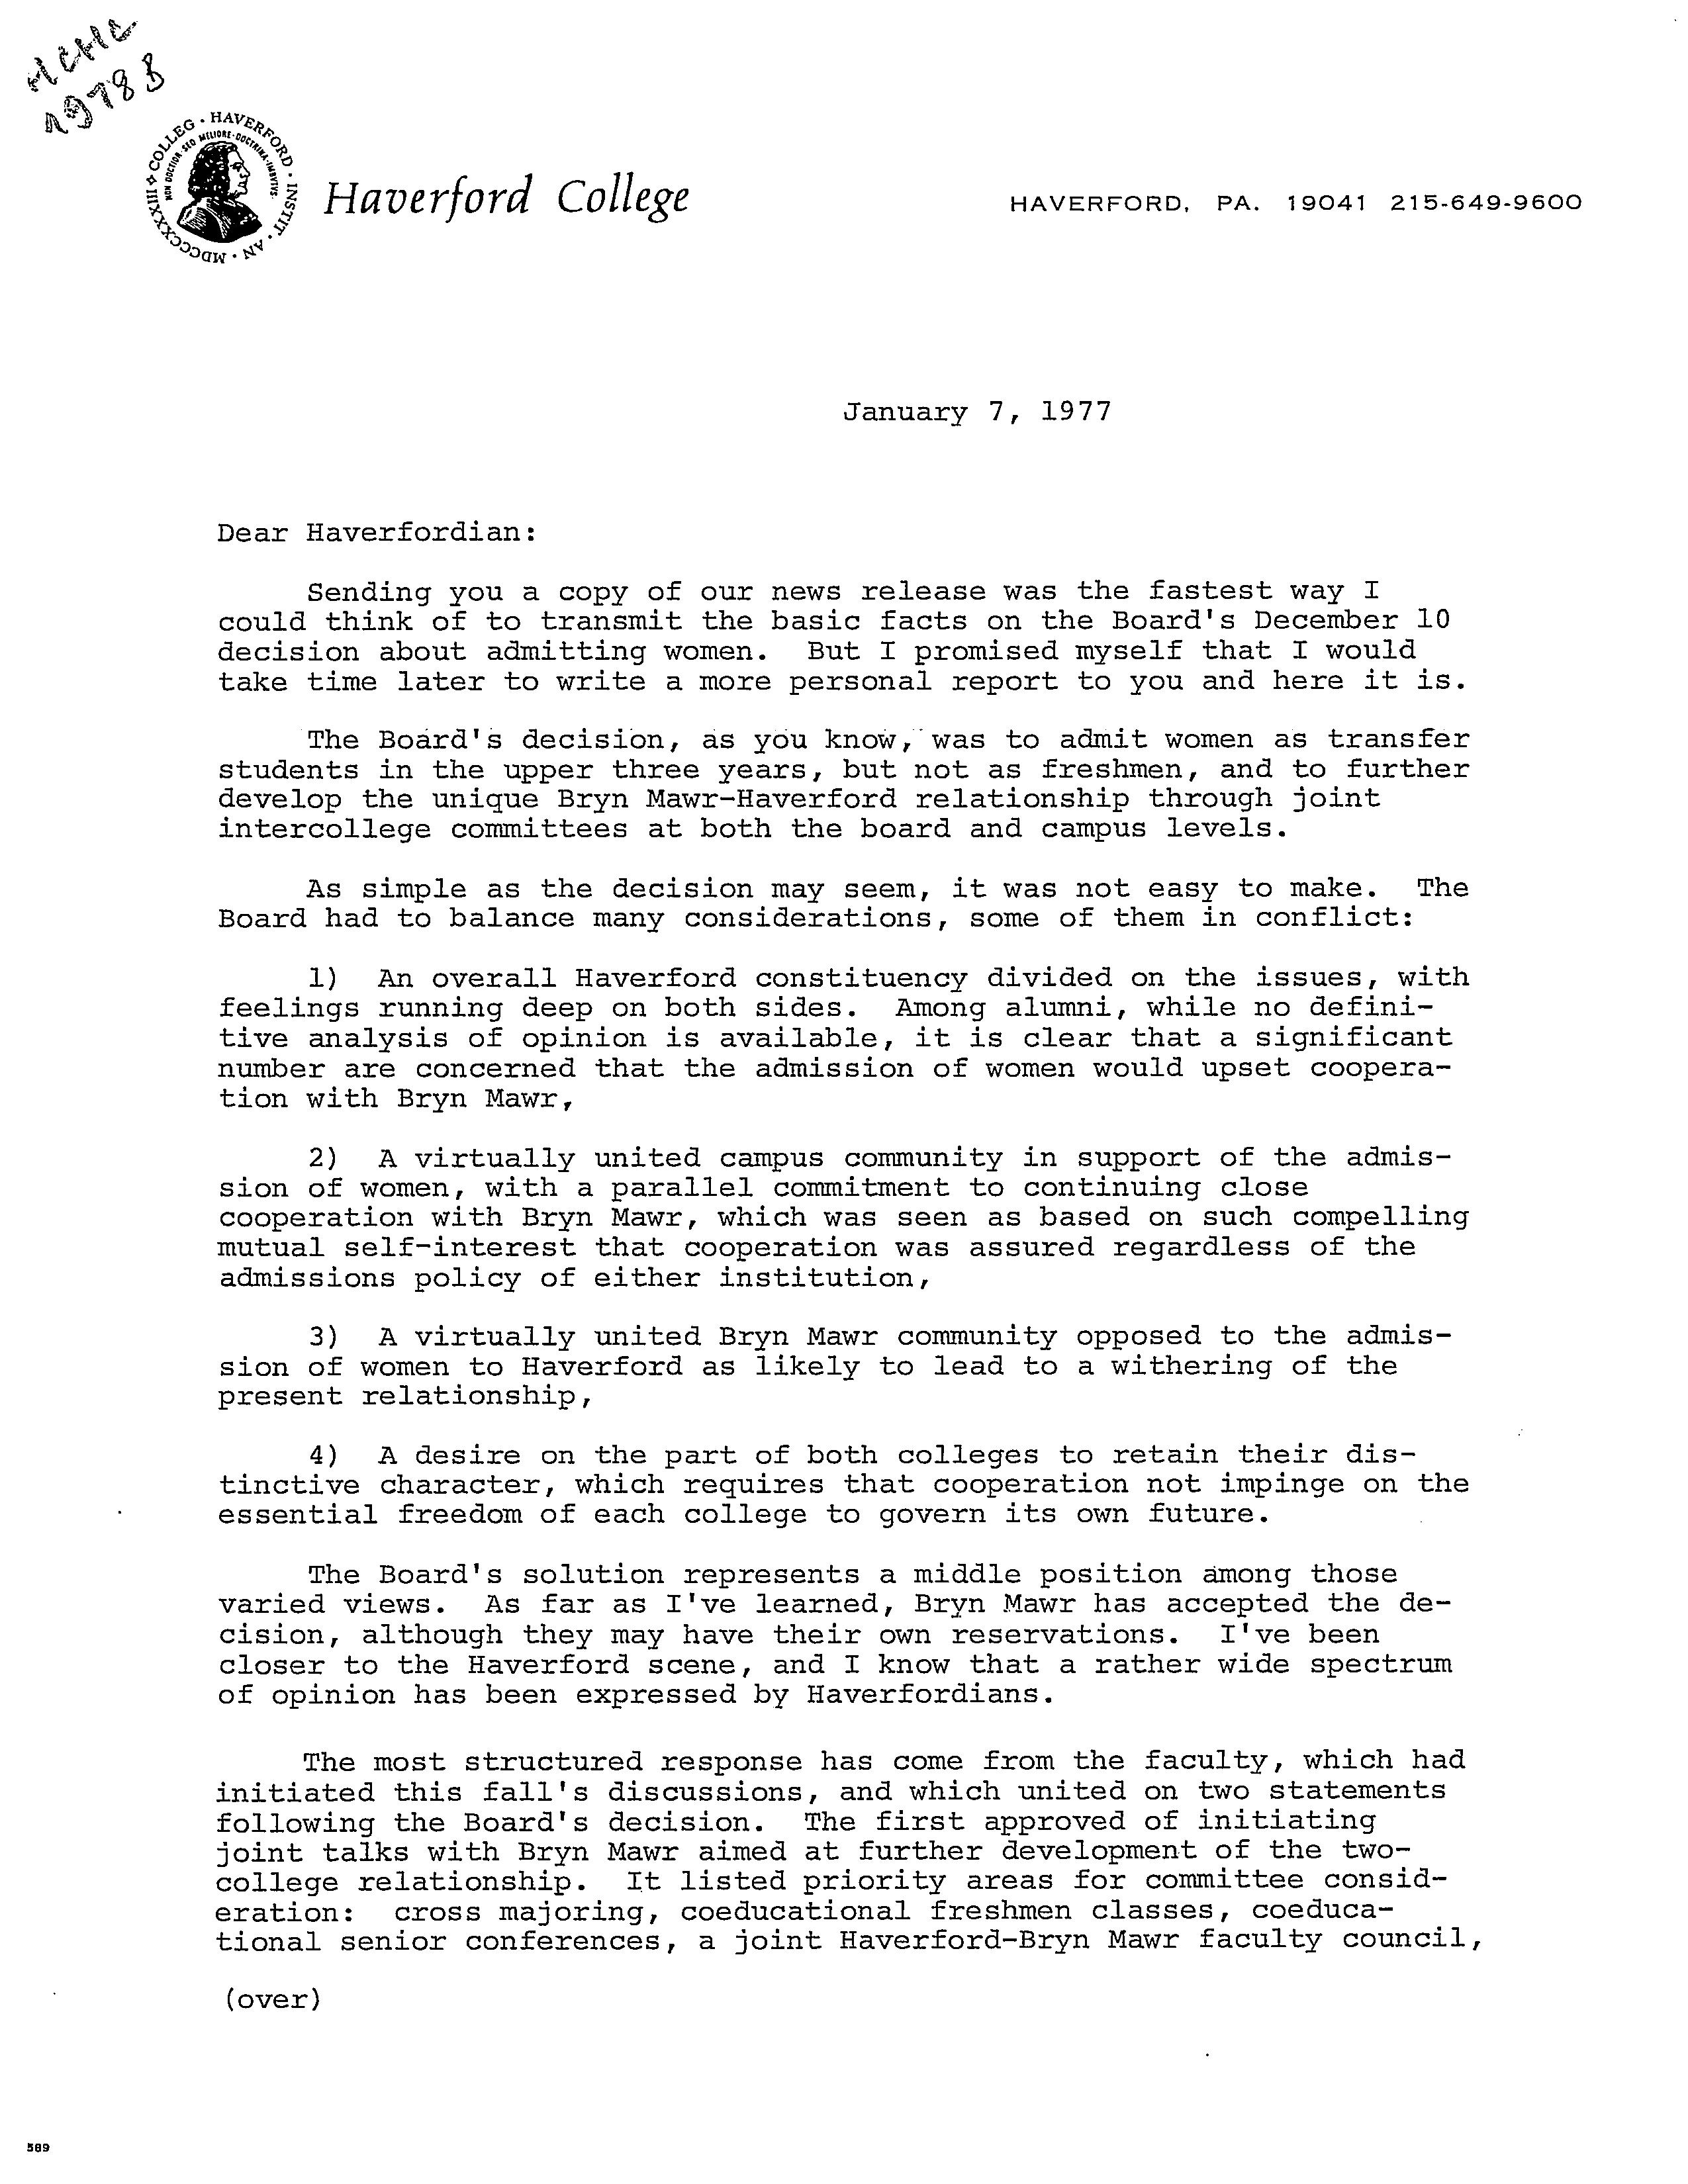 HCHC
1978 B
COLLEG · HAVERFORD · INSTIT · AN · MDCCCXXXIII
NON DOCTIOR · SED MELIORE · DOCTRINA · IMBVTVS
Haverford College
HAVERFORD, PA. 19041 215-649-9600
January 7, 1977
Dear Haverfordian:
Sending you a copy of our news release was the fastest way I
could think of to transmit the basic facts on the Board's December 10
decision about admitting women. But I promised myself that I would
take time later to write a more personal report to you and here it is.
The Board's decision, as you know, was to admit women as transfer
students in the upper three years, but not as freshmen, and to further
develop the unique Bryn Mawr-Haverford relationship through joint
intercollege committees at both the board and campus levels.
As simple as the decision may seem, it was not easy to make. The
Board had to balance many considerations, some of them in conflict:
1) An overall Haverford constituency divided on the issues, with
feelings running deep on both sides. Among alumni, while no defini-
tive analysis of opinion is available, it is clear that a significant
number are concerned that the admission of women would upset coopera-
tion with Bryn Mawr,
2) A virtually united campus community in support of the admis-
sion of women, with a parallel commitment to continuing close
cooperation with Bryn Mawr, which was seen as based on such compelling
mutual self-interest that cooperation was assured regardless of the
admissions policy of either institution,
3) A virtually united Bryn Mawr community opposed to the admis-
sion of women to Haverford as likely to lead to a withering of the
present relationship,
4) A desire on the part of both colleges to retain their dis-
tinctive character, which requires that cooperation not impinge on the
essential freedom of each college to govern its own future.
The Board's solution represents a middle position among those
varied views. As far as I've learned, Bryn Mawr has accepted the de-
cision, although they may have their own reservations. I've been
closer to the Haverford scene, and I know that a rather wide spectrum
of opinion has been expressed by Haverfordians.
The most structured response has come from the faculty, which had
initiated this fall's discussions, and which united on two statements
following the Board's decision. The first approved of initiating
joint talks with Bryn Mawr aimed at further development of the two-
college relationship. It listed priority areas for committee consid-
eration: cross majoring, coeducational freshmen classes, coeduca-
tional senior conferences, a joint Haverford-Bryn Mawr faculty council,
(over)
589